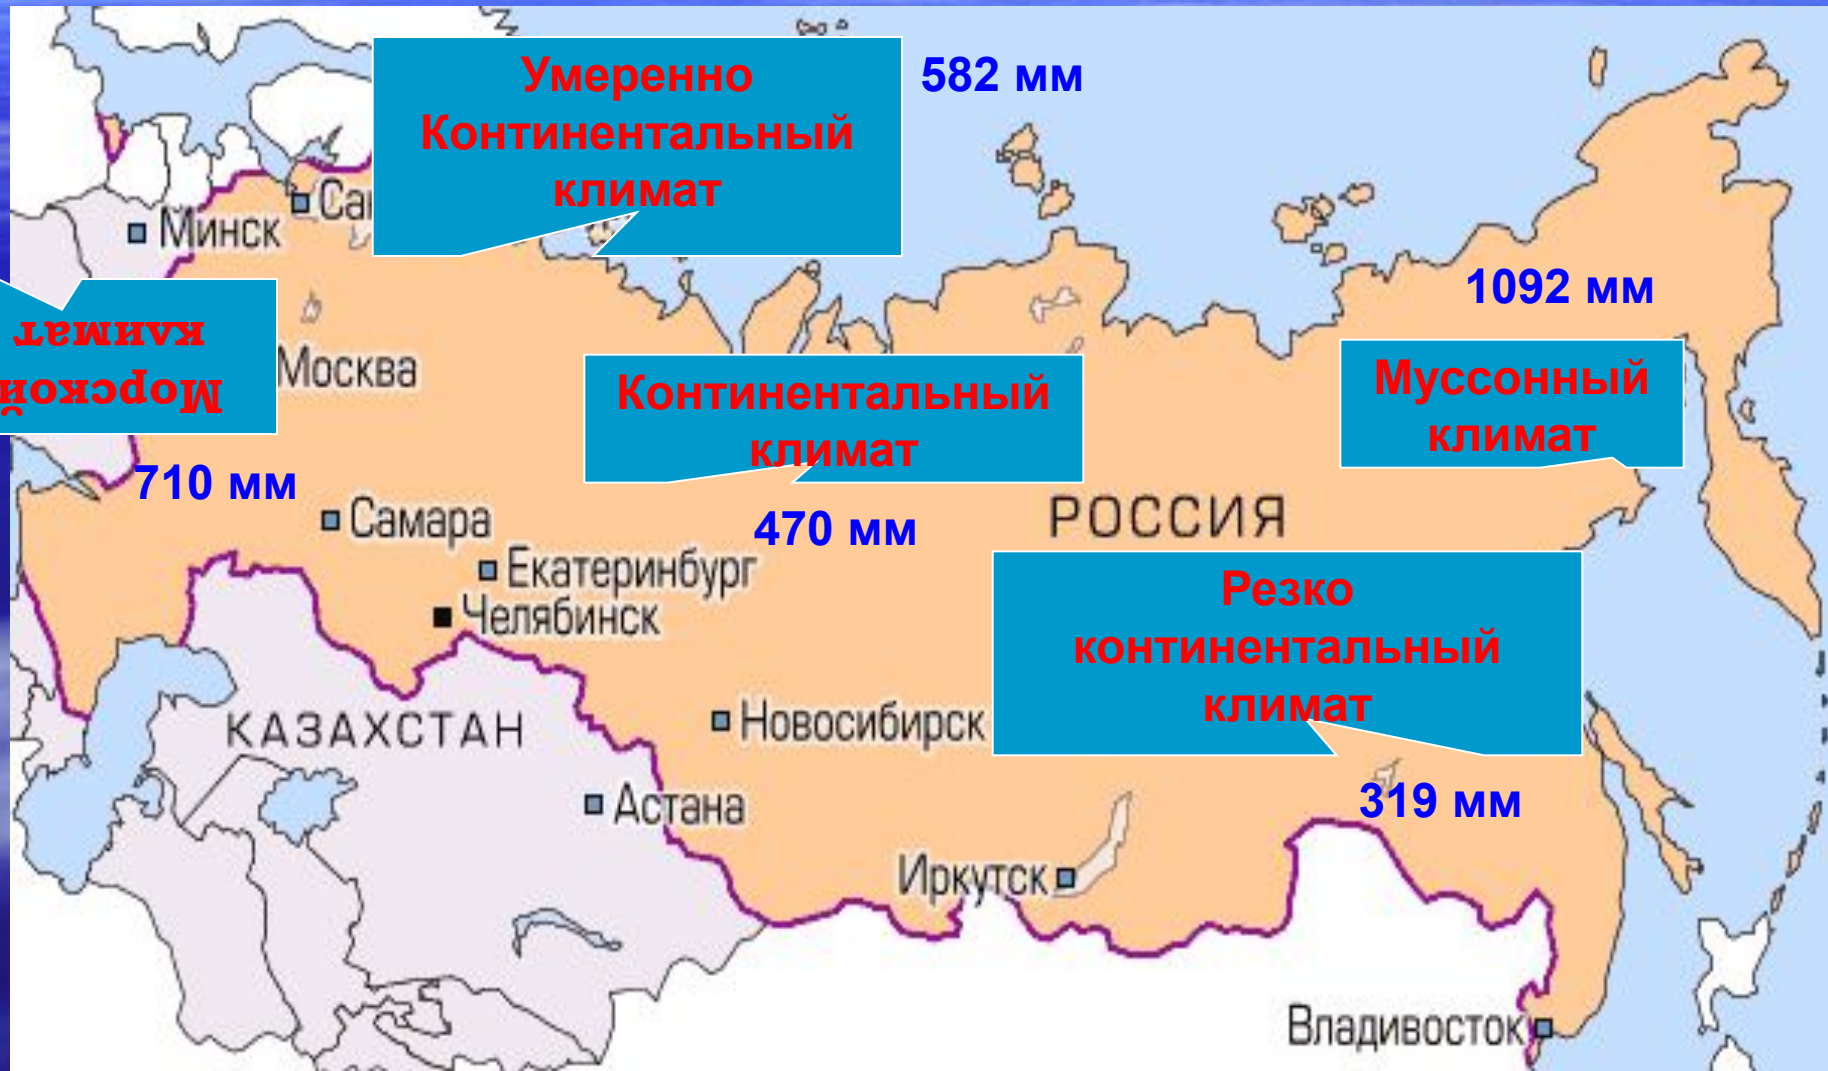 Умеренно
Континентальный
климат
582 мм
Минск
1092 мм
Морской
климат
Москва
Континентальный
климат
Муссонный
климат
710 мм
Самара
470 мм
РОССИЯ
Екатеринбург
Челябинск
Резко
континентальный
климат
КАЗАХСТАН
Новосибирск
Астана
319 мм
Иркутск
Владивосток